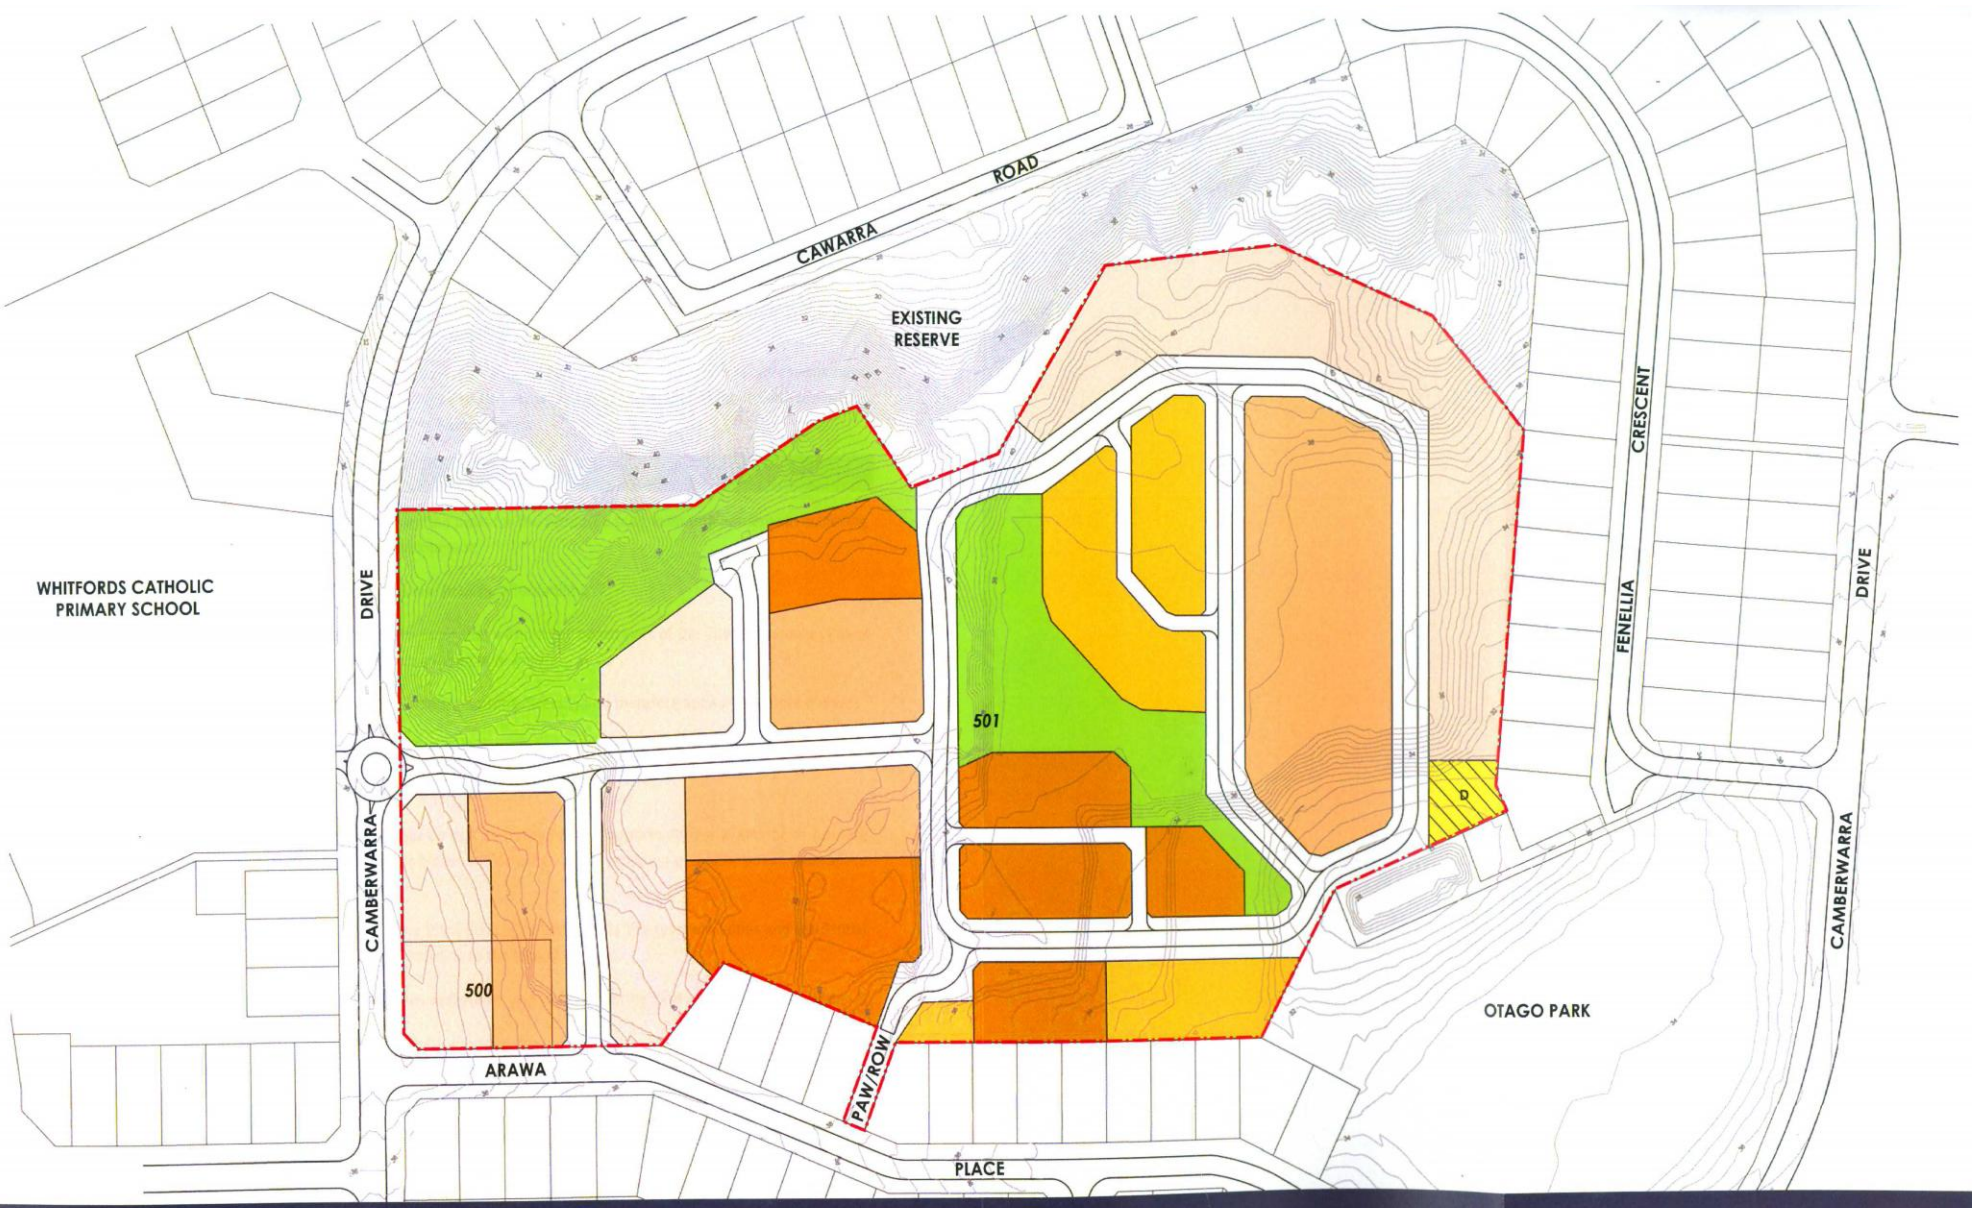 ROAD
CAWARRA
EXISTING
RESERVE
CRESCENT
WHITFORDS CATHOLIC
PRIMARY SCHOOL
DRIVE
DRIVE
FENELLIA
501
D
CAMBERWARRA
CAMBERWARRA
500
OTAGO PARK
ARAWA
PAW/ROW
PLACE